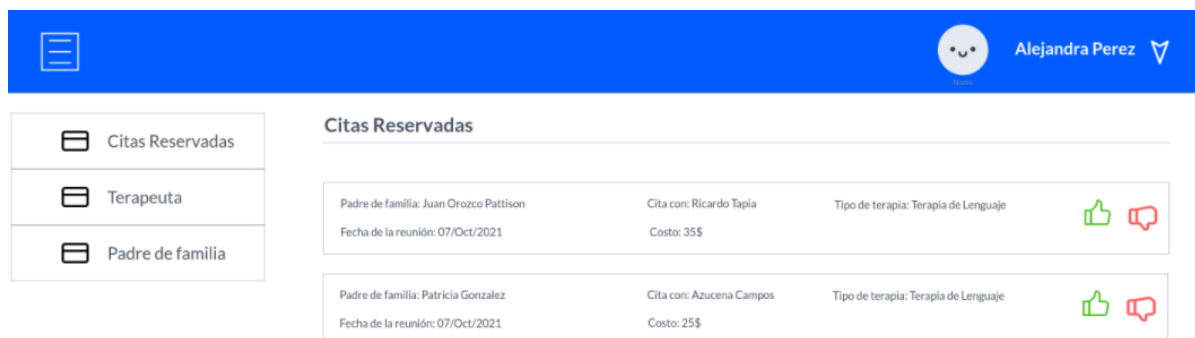 Alejandra Perez
Name
Citas Reservadas
Terapeuta
Padre de familia
Citas Reservadas
Padre de familia: Juan Orozco Pattison Cita con: Ricardo Tapia Tipo de terapia: Terapia de Lenguaje
Fecha de la reunión: 07/Oct/2021 Costo: 35$
Padre de familia: Patricia Gonzalez Cita con: Azucena Campos Tipo de terapia: Terapia de Lenguaje
Fecha de la reunión: 07/Oct/2021 Costo: 25$